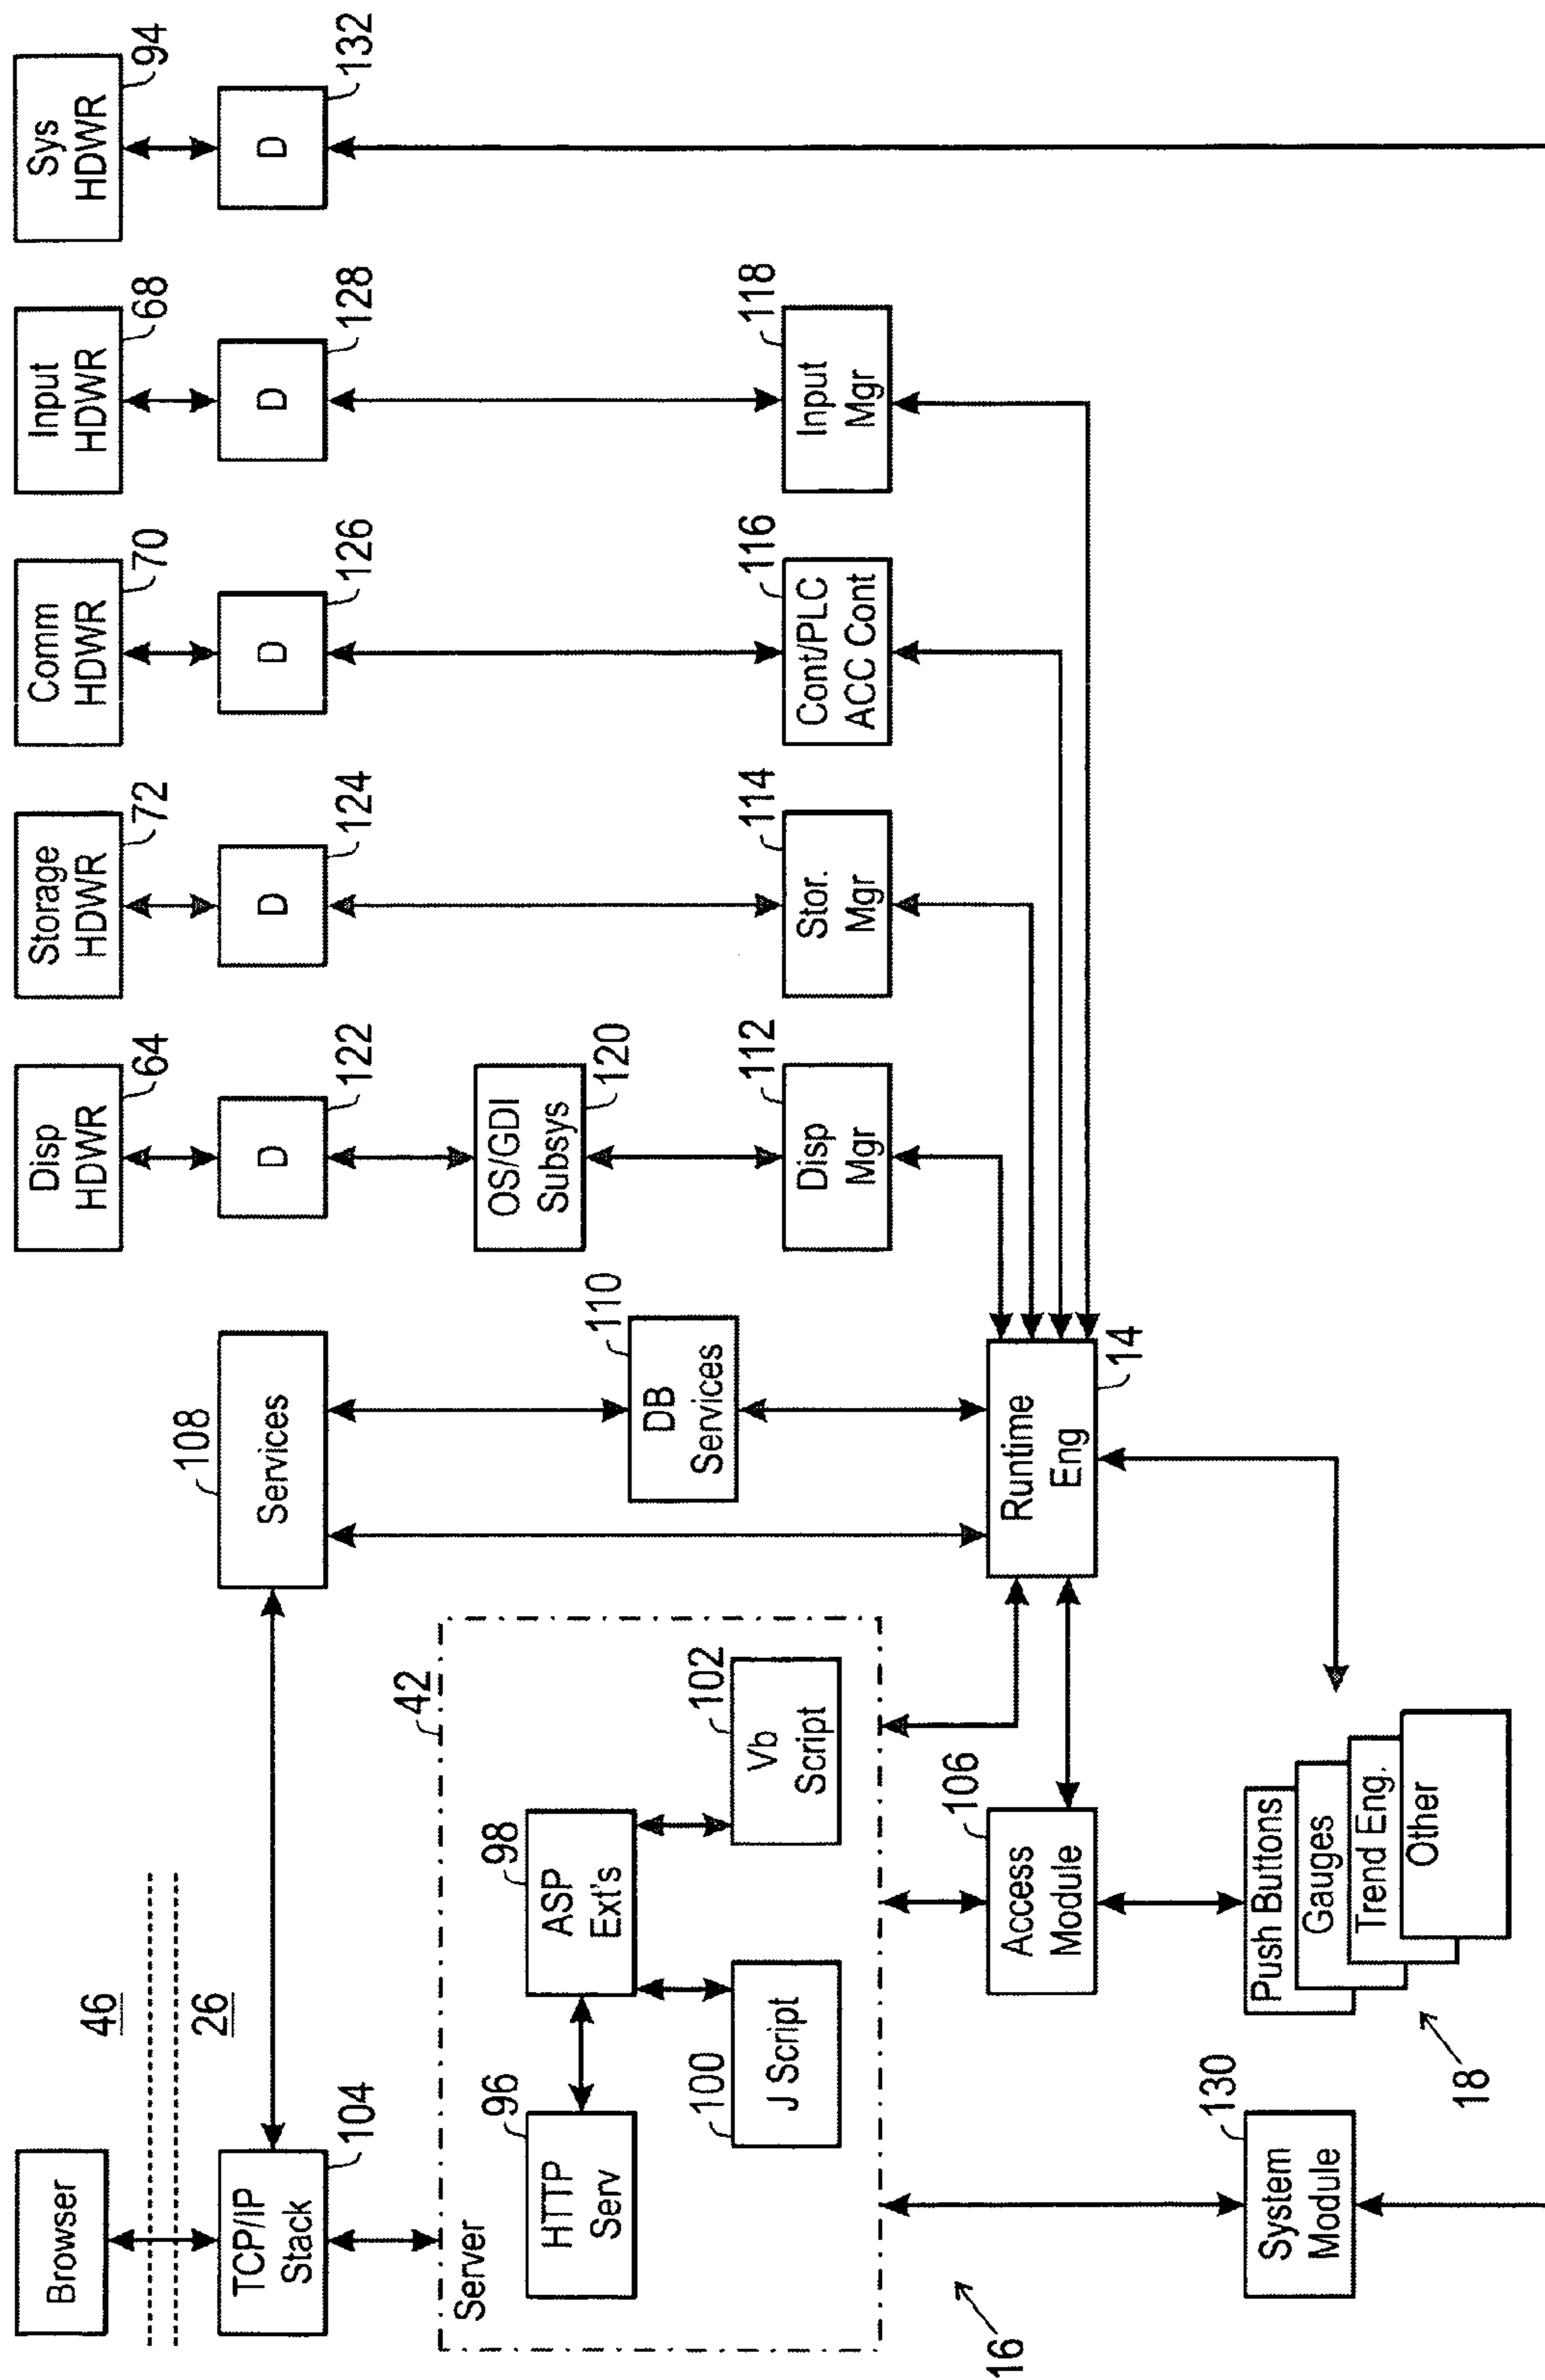 Browser
46
26
TCP/IP
Stack
104
Services
108
Disp
HDWR
64
D
122
Storage
HDWR
72
D
124
Comm
HDWR
70
D
126
Input
HDWR
68
D
128
Sys
HDWR
94
D
132
Server
42
HTTP
Serv
96
ASP
Ext's
98
J Script
100
Vb
Script
102
DB
Services
110
OS/GDI
Subsys
120
Disp
Mgr
112
Stor.
Mgr
114
Cont/PLC
ACC Cont
116
Input
Mgr
118
16
Access
Module
106
Runtime
Eng
14
System
Module
130
Push Buttons
Gauges
Trend Eng.
Other
18